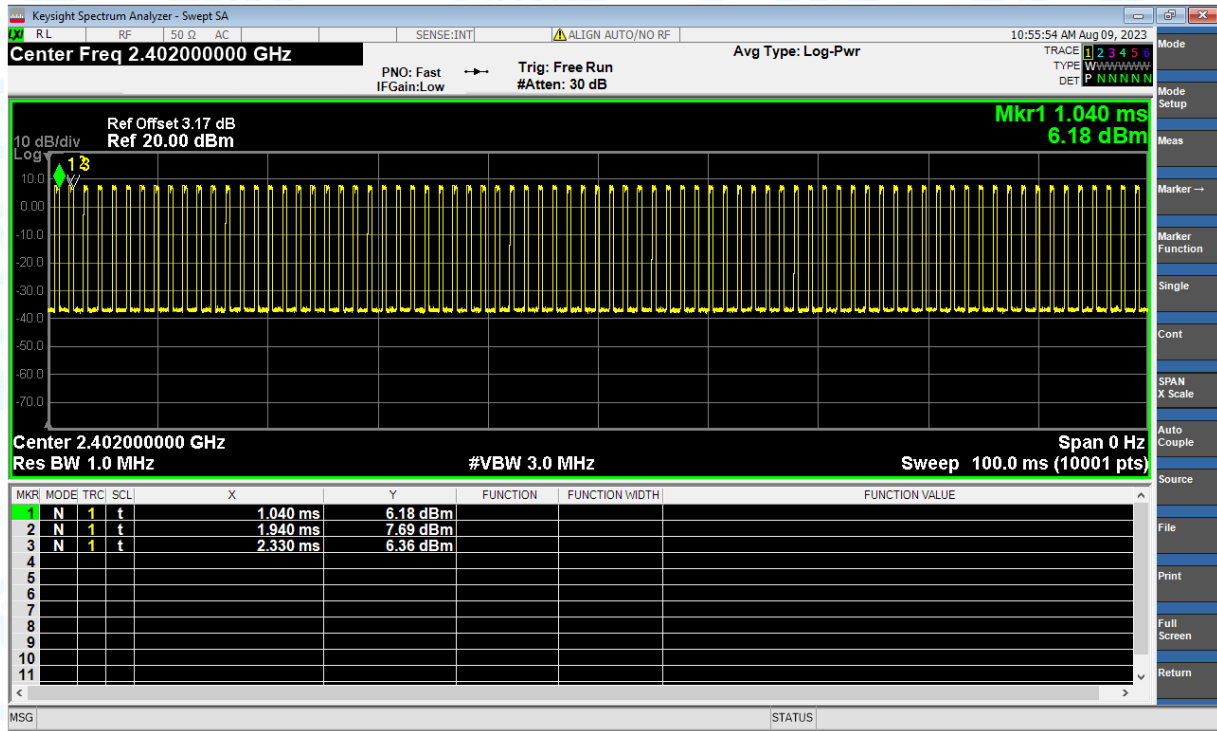 Keysight Spectrum Analyzer - Swept SA
LXI RL RF 50 Ω AC SENSE:INT ALIGN AUTO/NO RF 10:55:54 AM Aug 09, 2023
Center Freq 2.402000000 GHz
Avg Type: Log-Pwr
TRACE 1 2 3 4 5 6
TYPE WWWWWW
DET P N N N N N
PNO: Fast
IFGain:Low
Trig: Free Run
#Atten: 30 dB
Mkr1 1.040 ms
6.18 dBm
Ref Offset 3.17 dB
10 dB/div Ref 20.00 dBm
Log
1
3
10.0
0.00
-10.0
-20.0
-30.0
-40.0
-50.0
-60.0
-70.0
Center 2.402000000 GHz Span 0 Hz
Res BW 1.0 MHz #VBW 3.0 MHz Sweep 100.0 ms (10001 pts)
MKR MODE TRC SCL X Y FUNCTION FUNCTION WIDTH FUNCTION VALUE
1 N 1 t 1.040 ms 6.18 dBm
2 N 1 t 1.940 ms 7.69 dBm
3 N 1 t 2.330 ms 6.36 dBm
4
5
6
7
8
9
10
11
MSG STATUS
Mode
Mode
Setup
Meas
Marker →
Marker
Function
Single
Cont
SPAN
X Scale
Auto
Couple
Source
File
Print
Full
Screen
Return